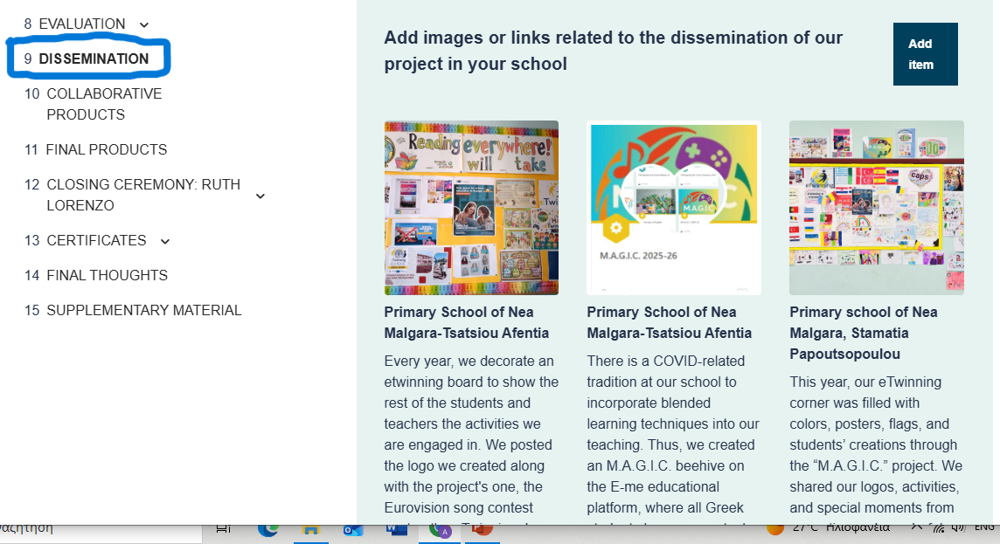 8 EVALUATION
9 DISSEMINATION
10 COLLABORATIVE
PRODUCTS
11 FINAL PRODUCTS
12 CLOSING CEREMONY: RUTH
LORENZO
13 CERTIFICATES
14 FINAL THOUGHTS
15 SUPPLEMENTARY MATERIAL
Add images or links related to the dissemination of our
project in your school
Add
item
Reading everywhere!
will take
M.A.G.I.C
M.A.G.I.C. 2025-26
eTwinning
caps
Primary School of Nea
Malgara-Tsatsiou Afentia
Every year, we decorate an
etwinning board to show the
rest of the students and
teachers the activities we
are engaged in. We posted
the logo we created along
with the project's one, the
Eurovision song contest
Primary School of Nea
Malgara-Tsatsiou Afentia
There is a COVID-related
tradition at our school to
incorporate blended
learning techniques into our
teaching. Thus, we created
an M.A.G.I.C. beehive on
the E-me educational
platform, where all Greek
Primary school of Nea
Malgara, Stamatia
Papoutsopoulou
This year, our eTwinning
corner was filled with
colors, posters, flags, and
students' creations through
the "M.A.G.I.C." project. We
shared our logos, activities,
and special moments from
27°C Ηλιοφάνεια
ENG